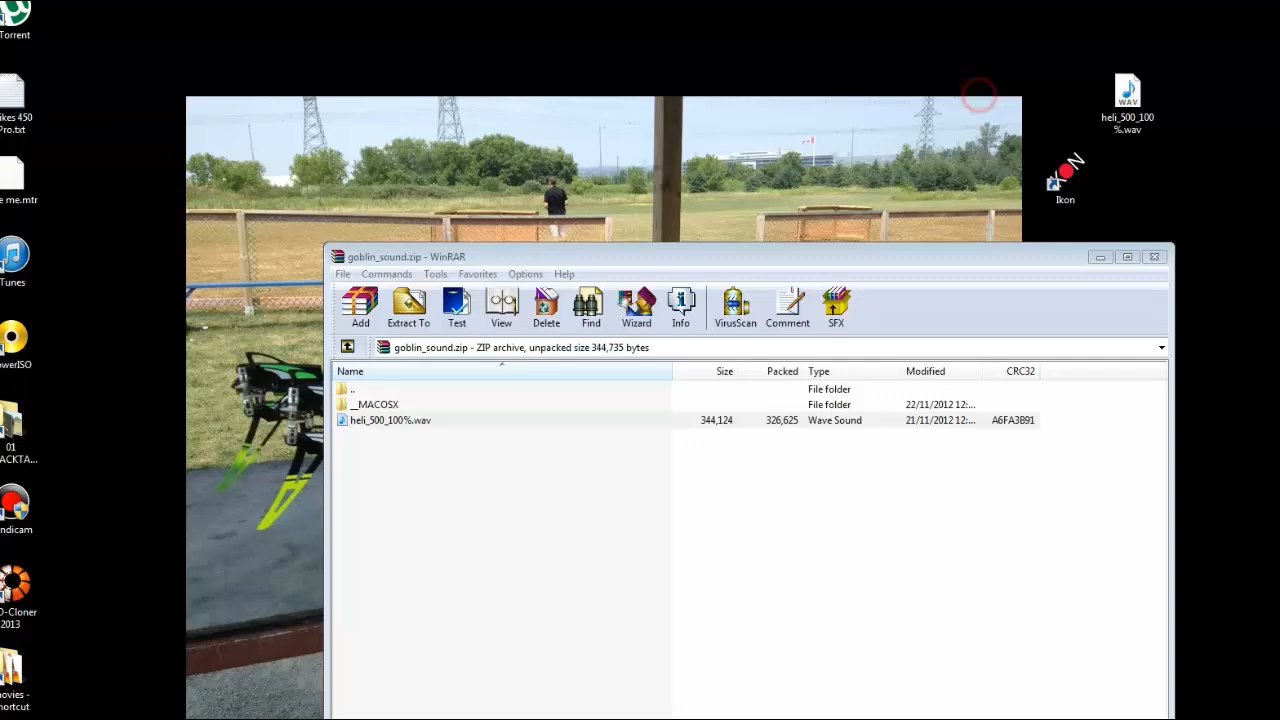 Torrent
ikes 450
Pro.txt
e me.mtr
Tunes
owerISO
01
ACKTA...
ndicam
O-Cloner
2013
ovies -
hortcut
WAV
heli_500_100
%.wav
Ikon
goblin_sound.zip - WinRAR
File Commands Tools Favorites Options Help
Add Extract To Test View Delete Find Wizard Info VirusScan Comment SFX
goblin_sound.zip - ZIP archive, unpacked size 344,735 bytes
Name Size Packed Type Modified CRC32
.. File folder
__MACOSX File folder 22/11/2012 12:...
heli_500_100%.wav 344,124 326,625 Wave Sound 21/11/2012 12:... A6FA3B91